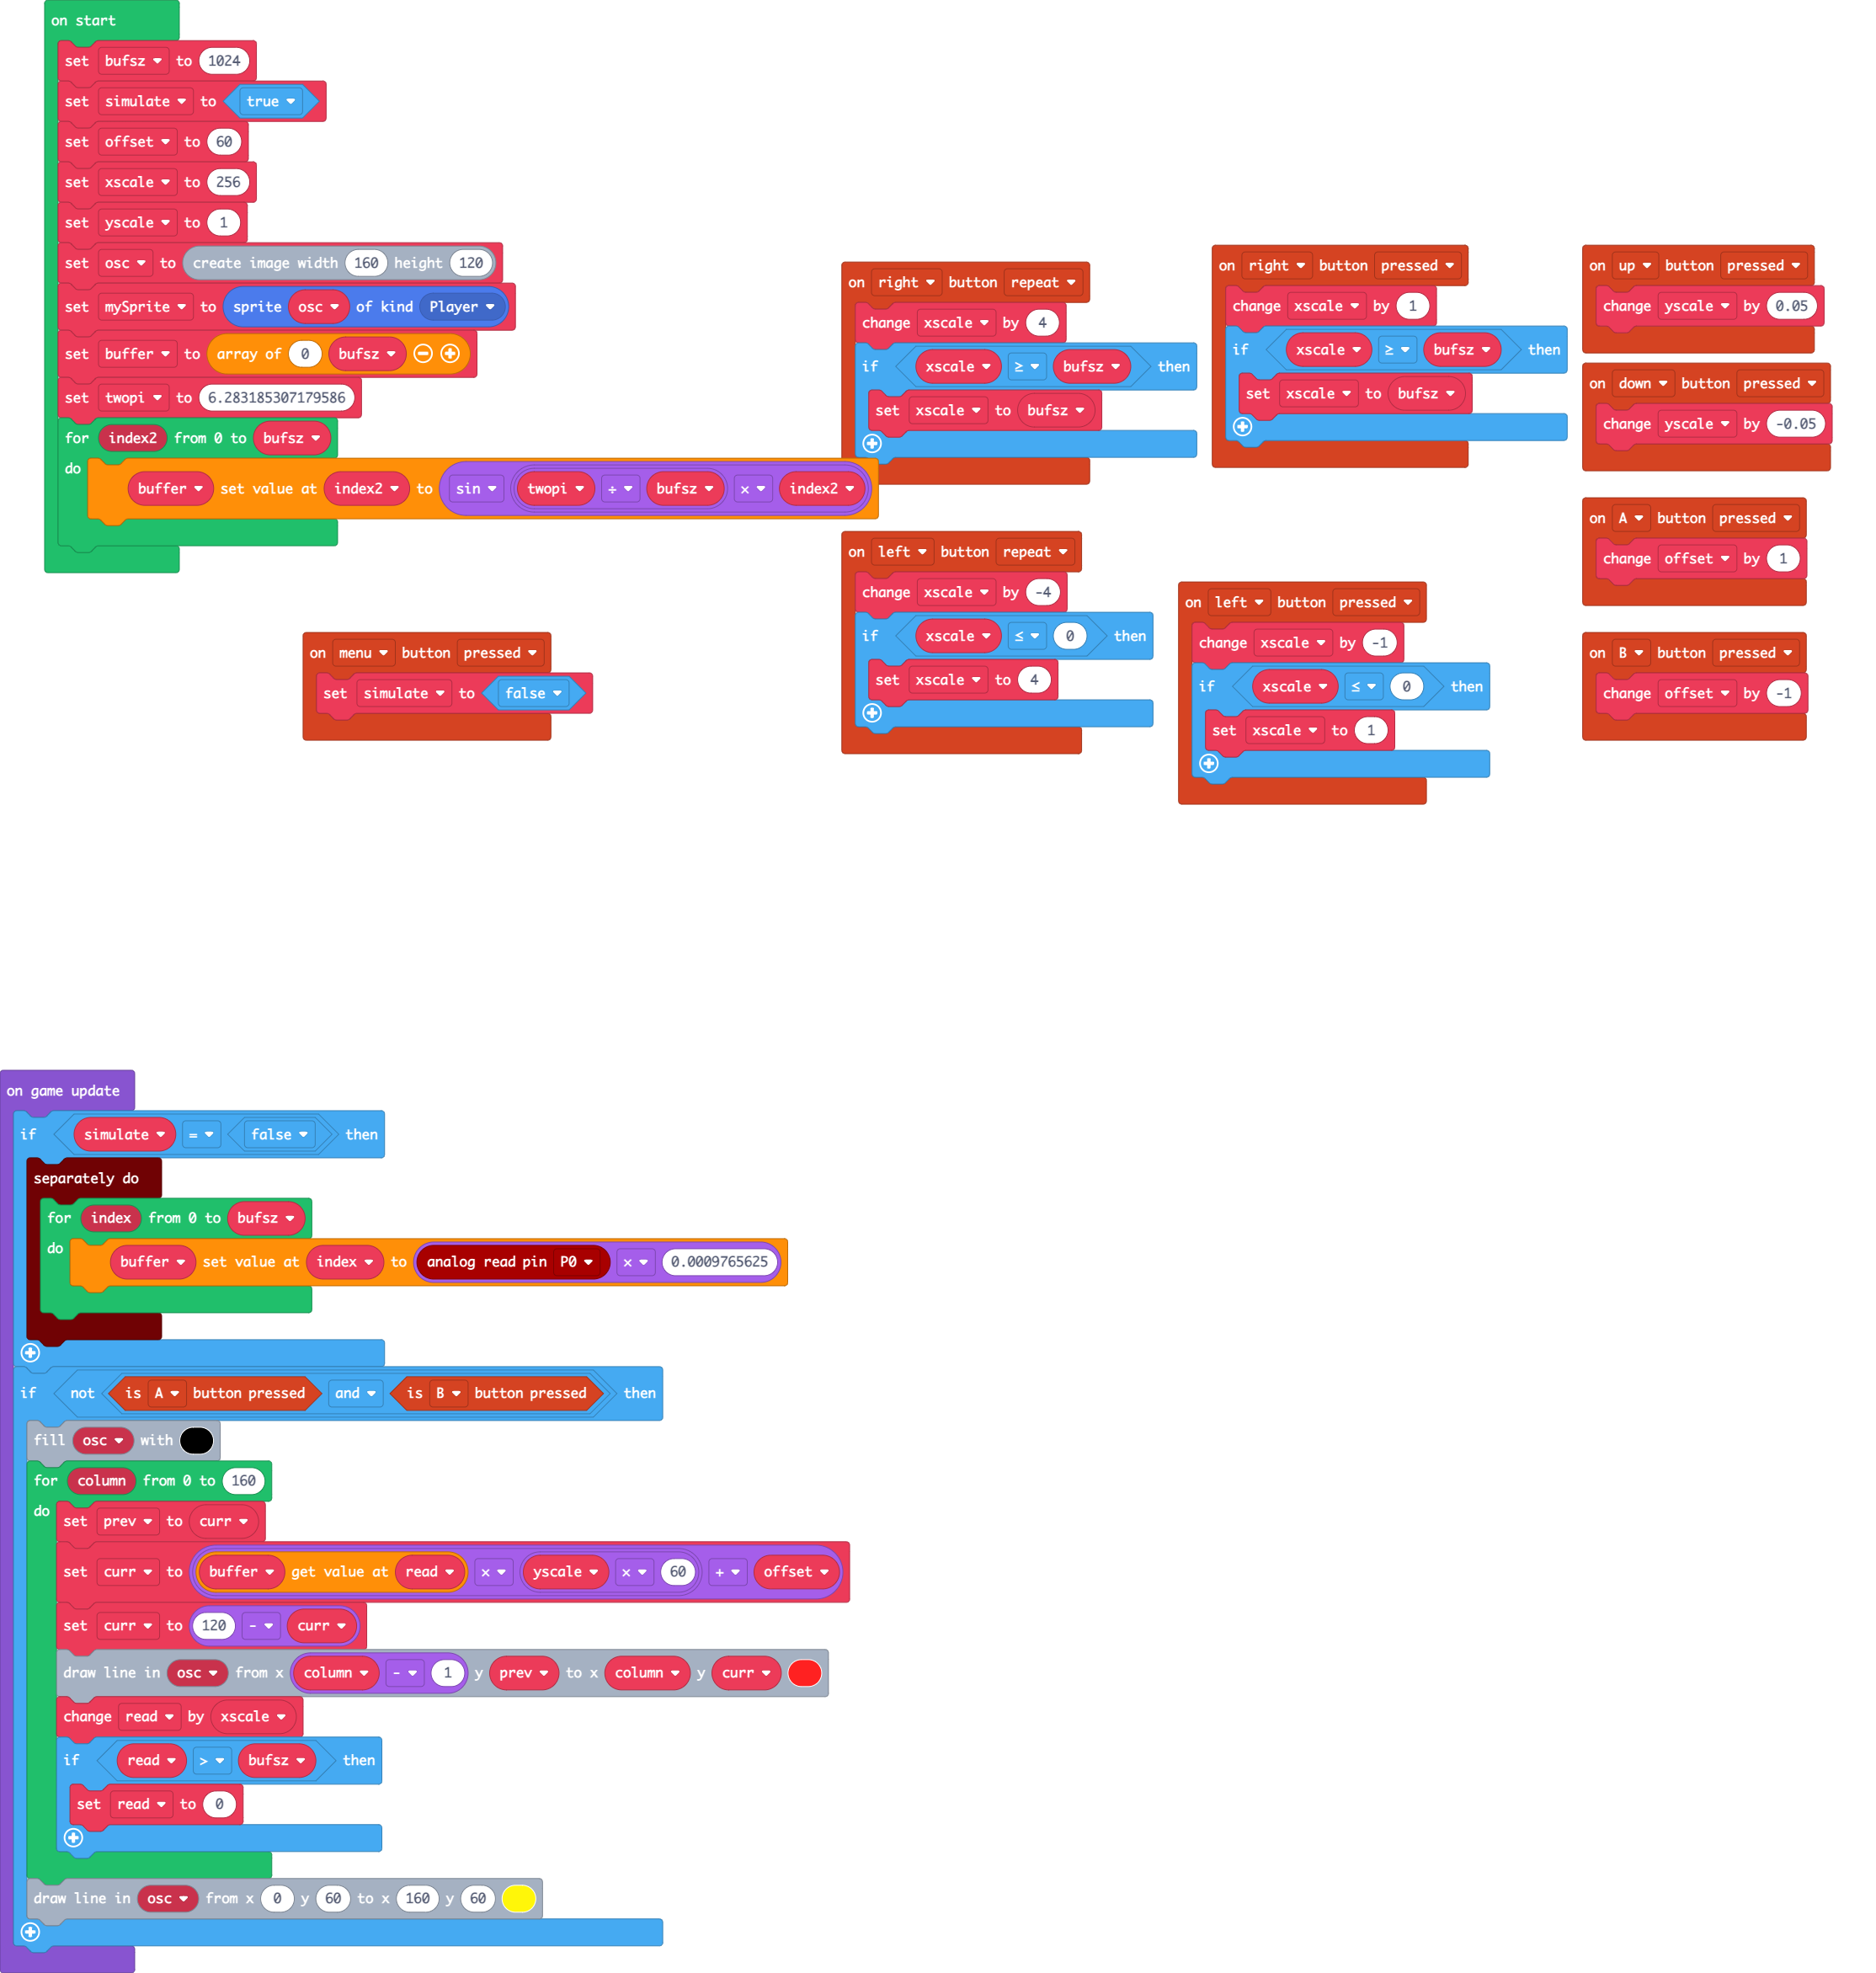 on start
set bufsz to 1024
set simulate to true
set offset to 60
set xscale to 256
set yscale to 1
set osc to create image width 160 height 120
set mySprite to sprite osc of kind Player
set buffer to array of 0 bufsz
set twopi to 6.283185307179586
for index2 from 0 to bufsz
do
buffer set value at index2 to sin twopi ÷ bufsz × index2
on right button repeat
change xscale by 4
if xscale ≥ bufsz then
set xscale to bufsz
on right button pressed
change xscale by 1
if xscale ≥ bufsz then
set xscale to bufsz
on up button pressed
change yscale by 0.05
on down button pressed
change yscale by -0.05
on left button repeat
change xscale by -4
if xscale ≤ 0 then
set xscale to 4
on left button pressed
change xscale by -1
if xscale ≤ 0 then
set xscale to 1
on A button pressed
change offset by 1
on B button pressed
change offset by -1
on menu button pressed
set simulate to false
on game update
if simulate = false then
separately do
for index from 0 to bufsz
do
buffer set value at index to analog read pin P0 × 0.0009765625
if not is A button pressed and is B button pressed then
fill osc with
for column from 0 to 160
do
set prev to curr
set curr to buffer get value at read × yscale × 60 + offset
set curr to 120 - curr
draw line in osc from x column - 1 y prev to x column y curr
change read by xscale
if read > bufsz then
set read to 0
draw line in osc from x 0 y 60 to x 160 y 60